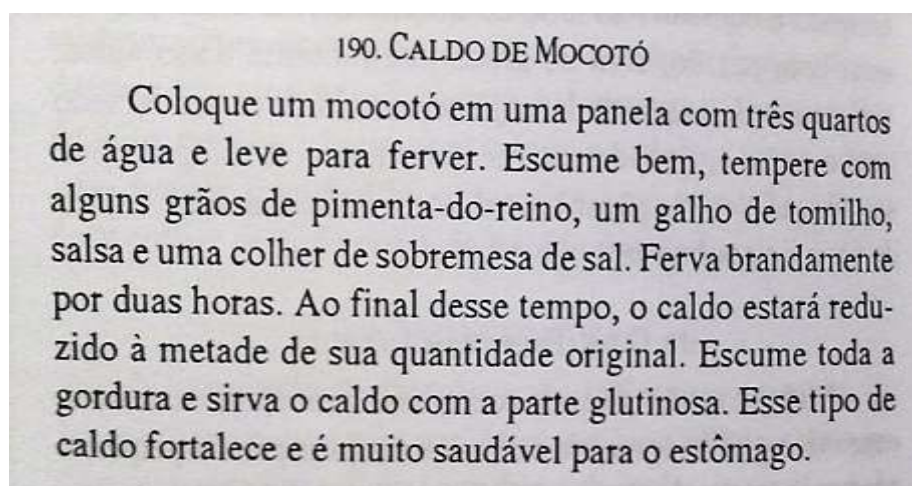 190. CALDO DE MOCOTÓ
Coloque um mocotó em uma panela com três quartos
de água e leve para ferver. Escume bem, tempere com
alguns grãos de pimenta-do-reino, um galho de tomilho,
salsa e uma colher de sobremesa de sal. Ferva brandamente
por duas horas. Ao final desse tempo, o caldo estará redu-
zido à metade de sua quantidade original. Escume toda a
gordura e sirva o caldo com a parte glutinosa. Esse tipo de
caldo fortalece e é muito saudável para o estômago.